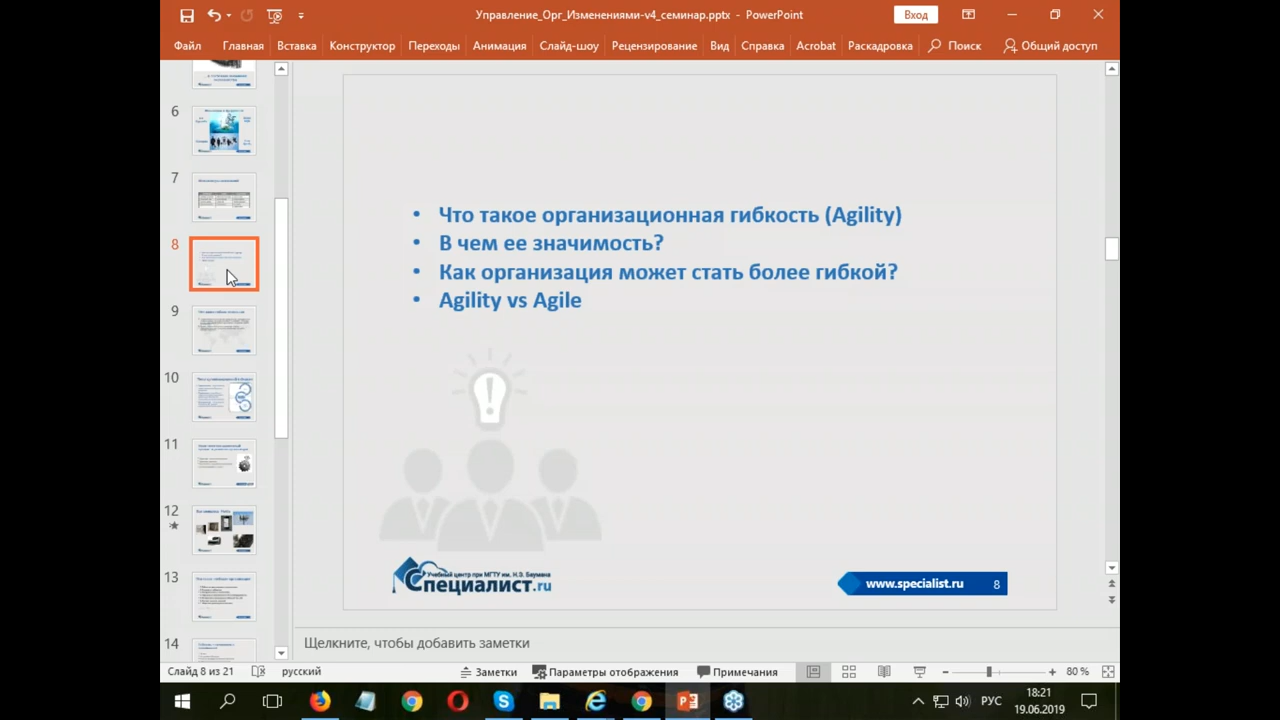 Управление_Орг_Изменениями-v4_семинар.pptx - PowerPoint
Вход
Файл Главная Вставка Конструктор Переходы Анимация Слайд-шоу Рецензирование Вид Справка Acrobat Раскадровка Поиск Общий доступ
6
7
8
9
10
11
12
13
14
• Что такое организационная гибкость (Agility)
• В чем ее значимость?
• Как организация может стать более гибкой?
• Agility vs Agile
Учебный центр при МГТУ им. Н.Э. Баумана
Специалист.ru
www.specialist.ru 8
Щелкните, чтобы добавить заметки
Слайд 8 из 21 русский Заметки Параметры отображения Примечания 80 %
РУС 18:21
19.06.2019